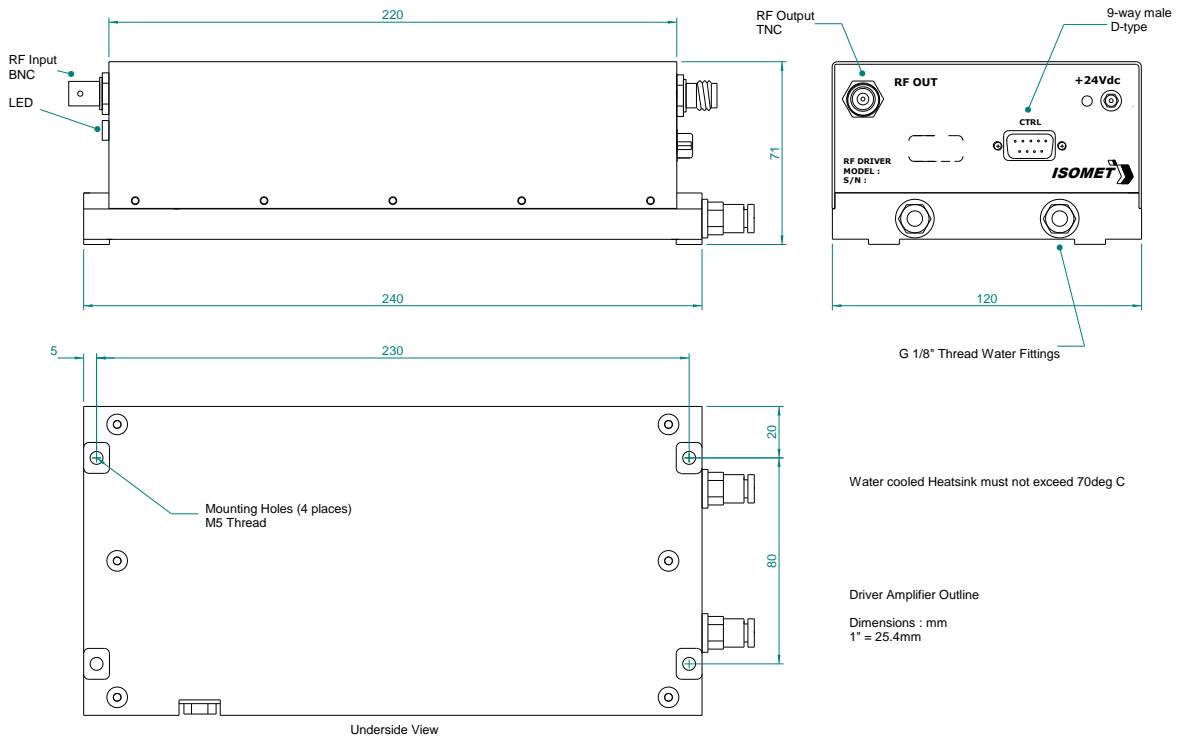 220
RF Input
BNC
LED
71
240
RF Output
TNC
9-way male
D-type
RF OUT
+24Vdc
CTRL
RF DRIVER
MODEL :
S/N :
ISOMET
120
G 1/8" Thread Water Fittings
5
230
20
80
Mounting Holes (4 places)
M5 Thread
Underside View
Water cooled Heatsink must not exceed 70deg C
Driver Amplifier Outline
Dimensions : mm
1" = 25.4mm